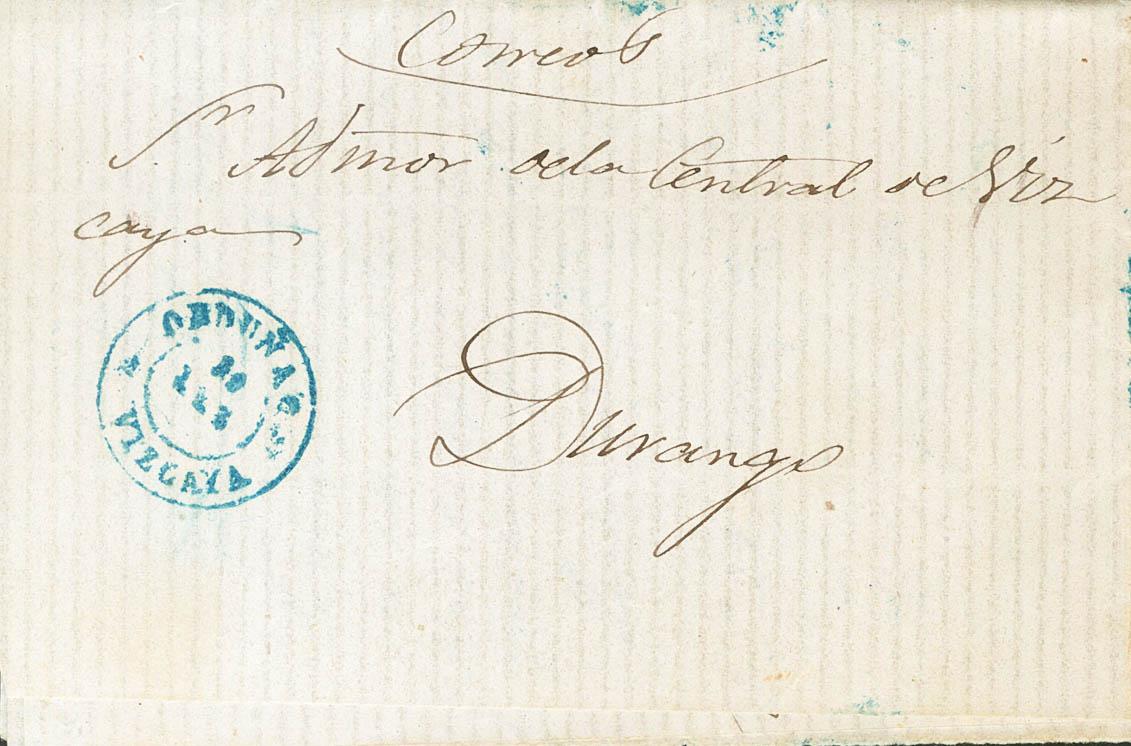 Correos
Sr Admor de la Central de Viz
caya
ORDUÑA
VIZCAYA
Durango